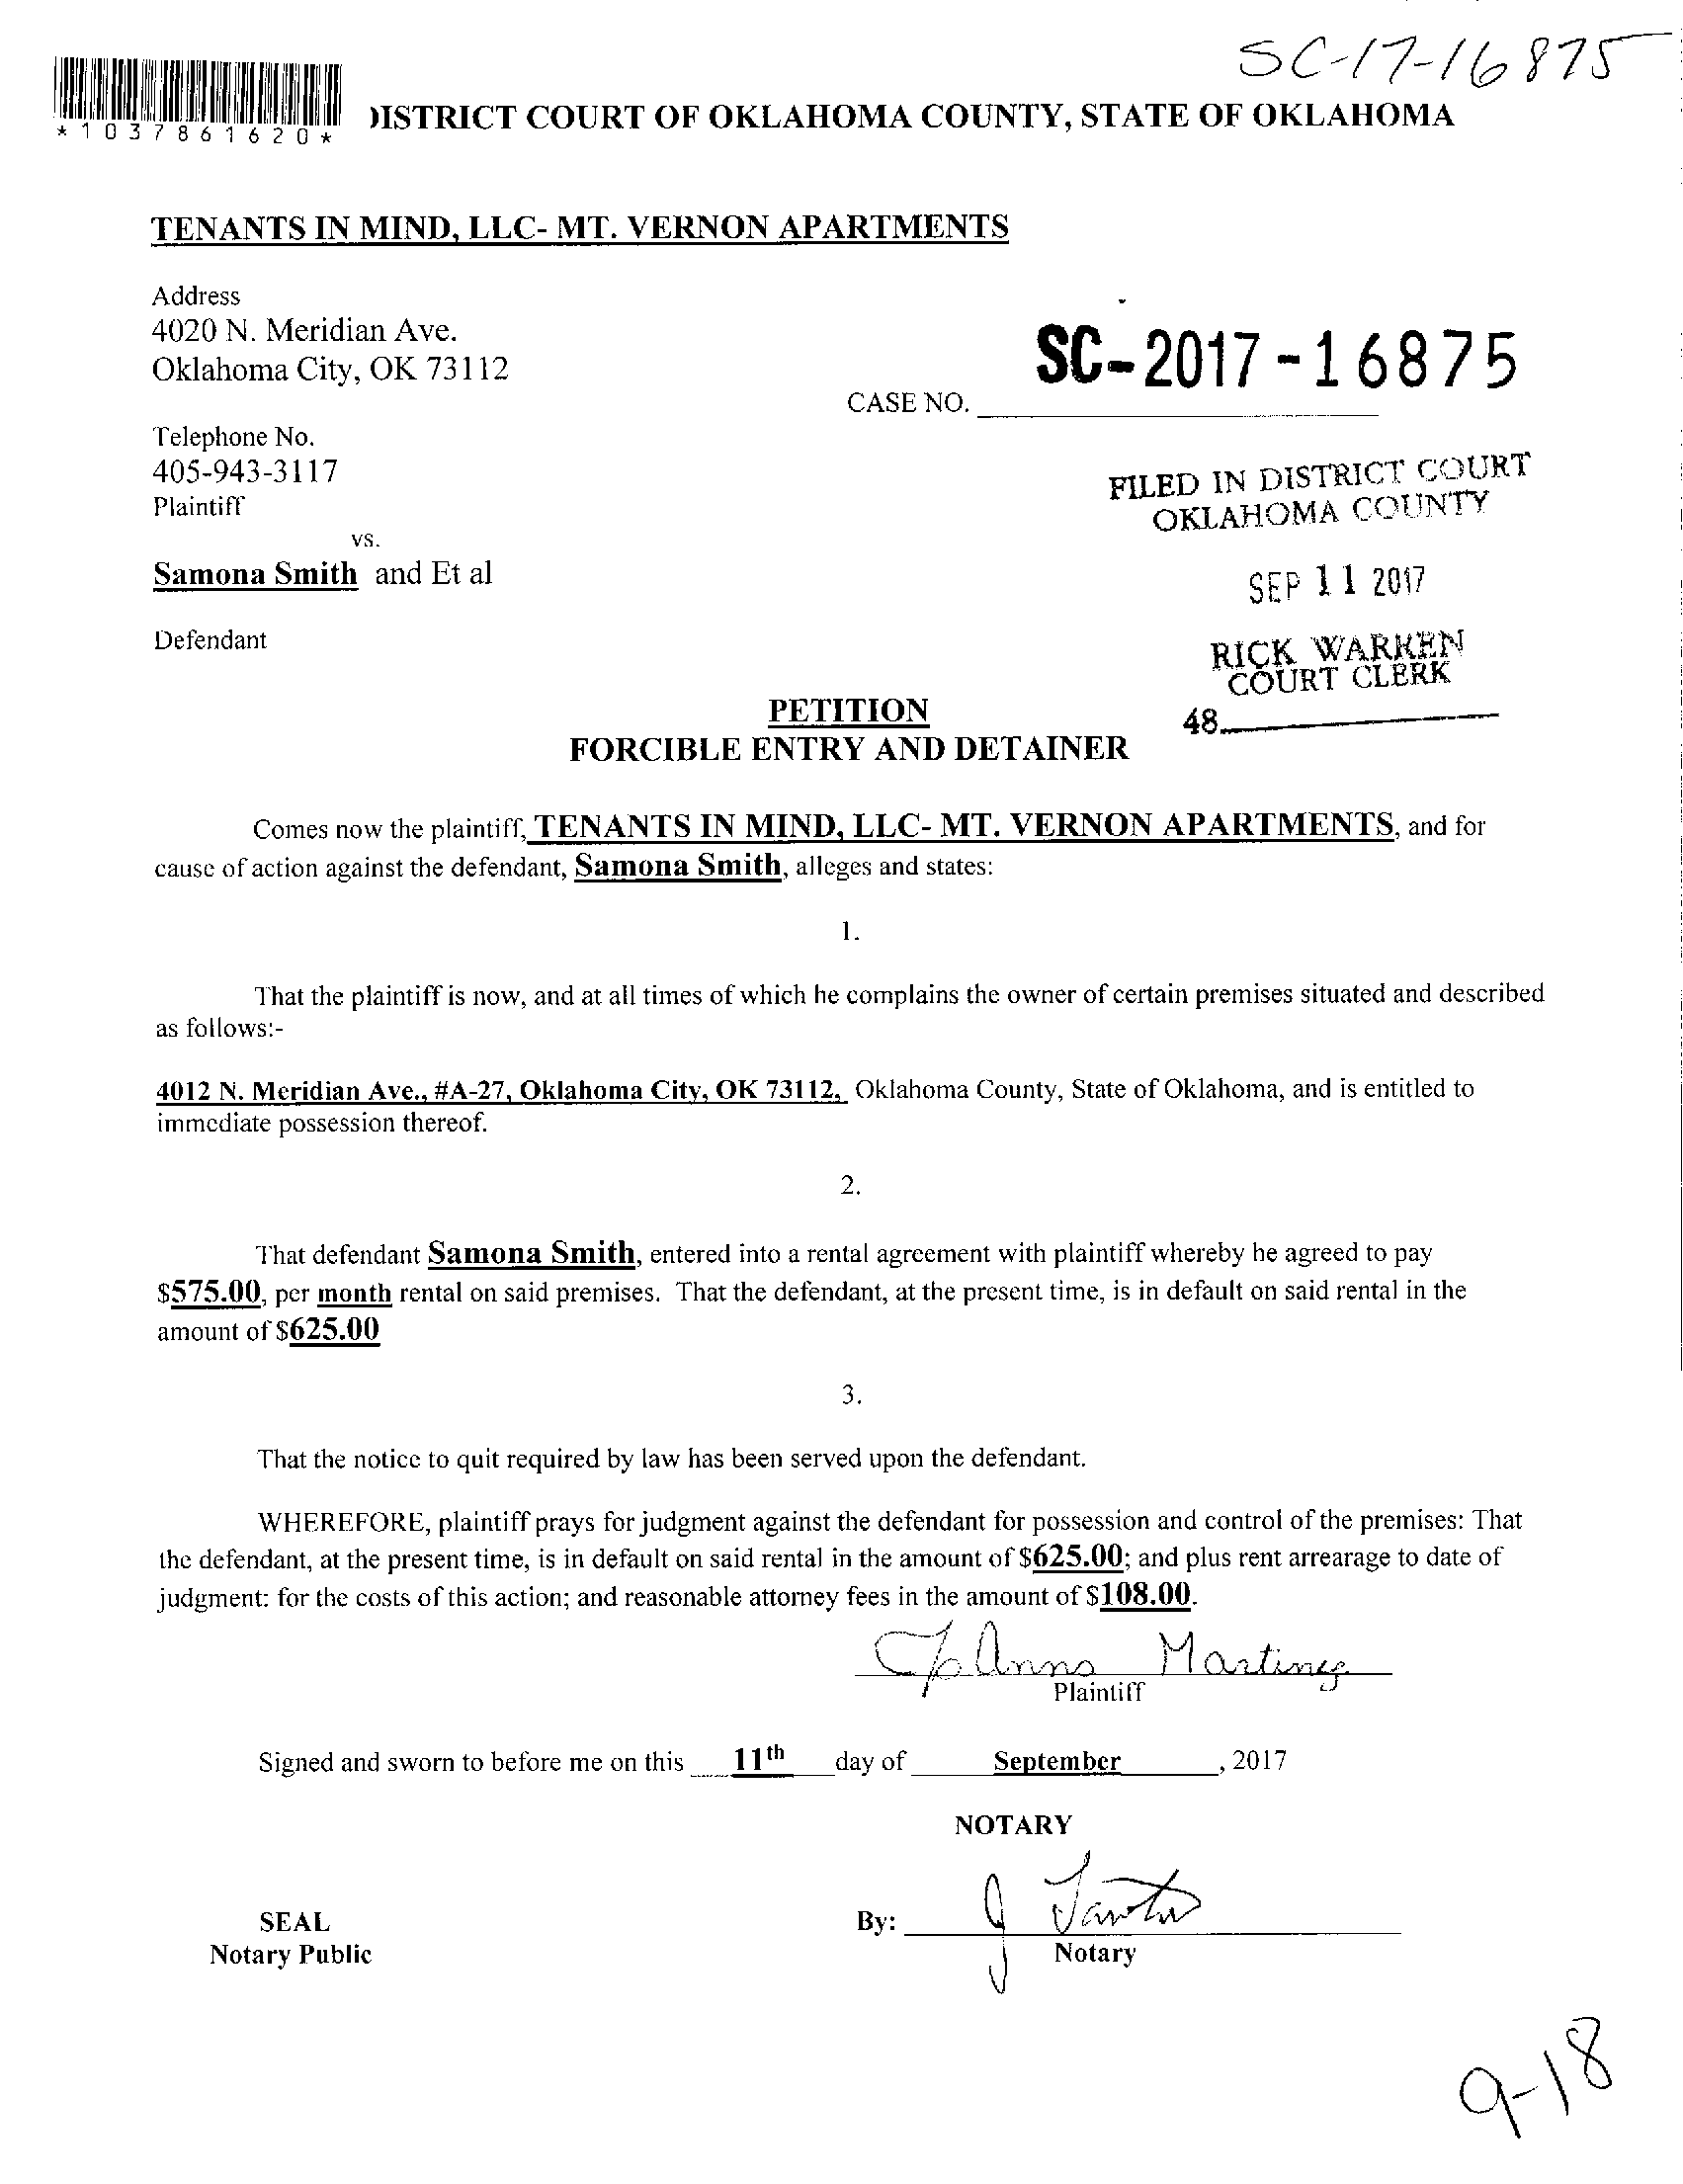 SC-17-16875
*1037861620*
DISTRICT COURT OF OKLAHOMA COUNTY, STATE OF OKLAHOMA
TENANTS IN MIND, LLC- MT. VERNON APARTMENTS
Address
4020 N. Meridian Ave.
Oklahoma City, OK 73112
SC-2017-16875
CASE NO.
Telephone No.
405-943-3117
Plaintiff
FILED IN DISTRICT COURT
OKLAHOMA COUNTY
vs.
Samona Smith and Et al
SEP 11 2017
Defendant
RICK WARREN
COURT CLERK
48
PETITION
FORCIBLE ENTRY AND DETAINER
Comes now the plaintiff, TENANTS IN MIND, LLC- MT. VERNON APARTMENTS, and for
cause of action against the defendant, Samona Smith, alleges and states:
1.
That the plaintiff is now, and at all times of which he complains the owner of certain premises situated and described
as follows:-
4012 N. Meridian Ave., #A-27, Oklahoma City, OK 73112, Oklahoma County, State of Oklahoma, and is entitled to
immediate possession thereof.
2.
That defendant Samona Smith, entered into a rental agreement with plaintiff whereby he agreed to pay
$575.00, per month rental on said premises. That the defendant, at the present time, is in default on said rental in the
amount of $625.00
3.
That the notice to quit required by law has been served upon the defendant.
WHEREFORE, plaintiff prays for judgment against the defendant for possession and control of the premises: That
the defendant, at the present time, is in default on said rental in the amount of $625.00; and plus rent arrearage to date of
judgment: for the costs of this action; and reasonable attorney fees in the amount of $108.00.
Martinez
Plaintiff
Signed and sworn to before me on this 11th day of September, 2017
NOTARY
SEAL
By:
Notary Public
Notary
9-18